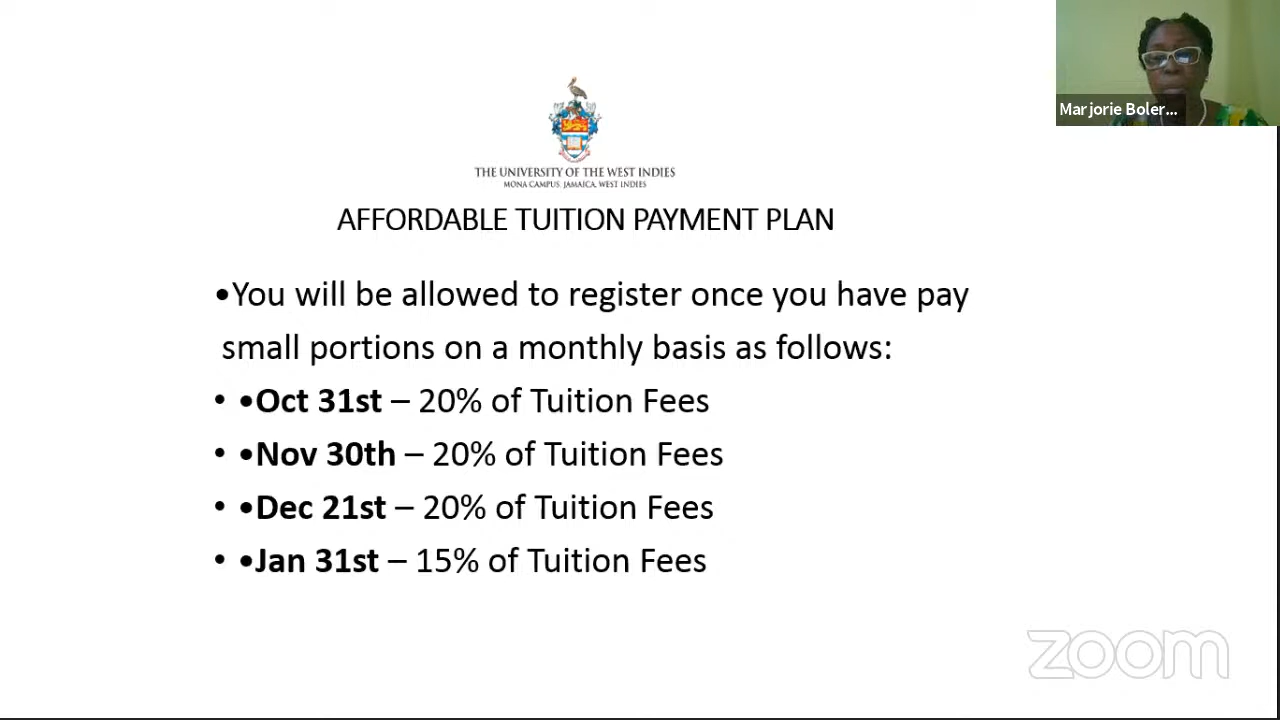 Marjorie Boler...
THE UNIVERSITY OF THE WEST INDIES
MONA CAMPUS, JAMAICA, WEST INDIES
AFFORDABLE TUITION PAYMENT PLAN
•You will be allowed to register once you have pay
small portions on a monthly basis as follows:
• •Oct 31st – 20% of Tuition Fees
• •Nov 30th – 20% of Tuition Fees
• •Dec 21st – 20% of Tuition Fees
• •Jan 31st – 15% of Tuition Fees
zoom